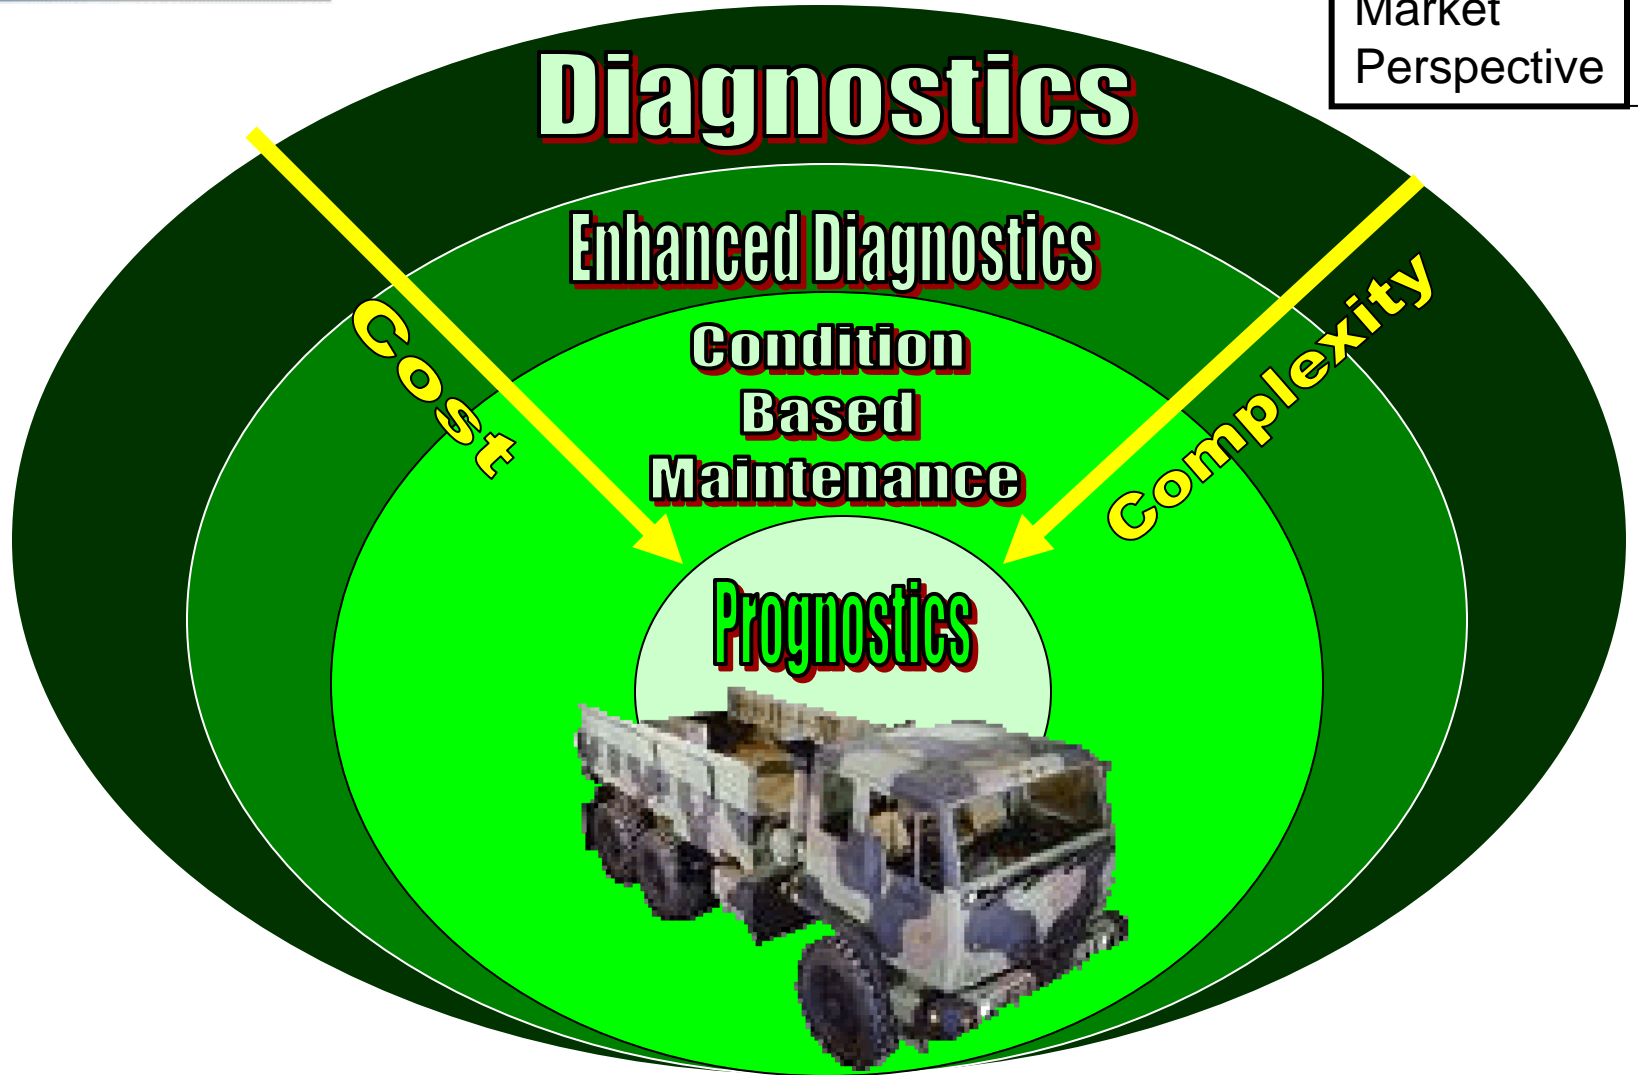 Market
Perspective
Diagnostics
Enhanced Diagnostics
Condition
Based
Maintenance
Cost
Complexity
Prognostics